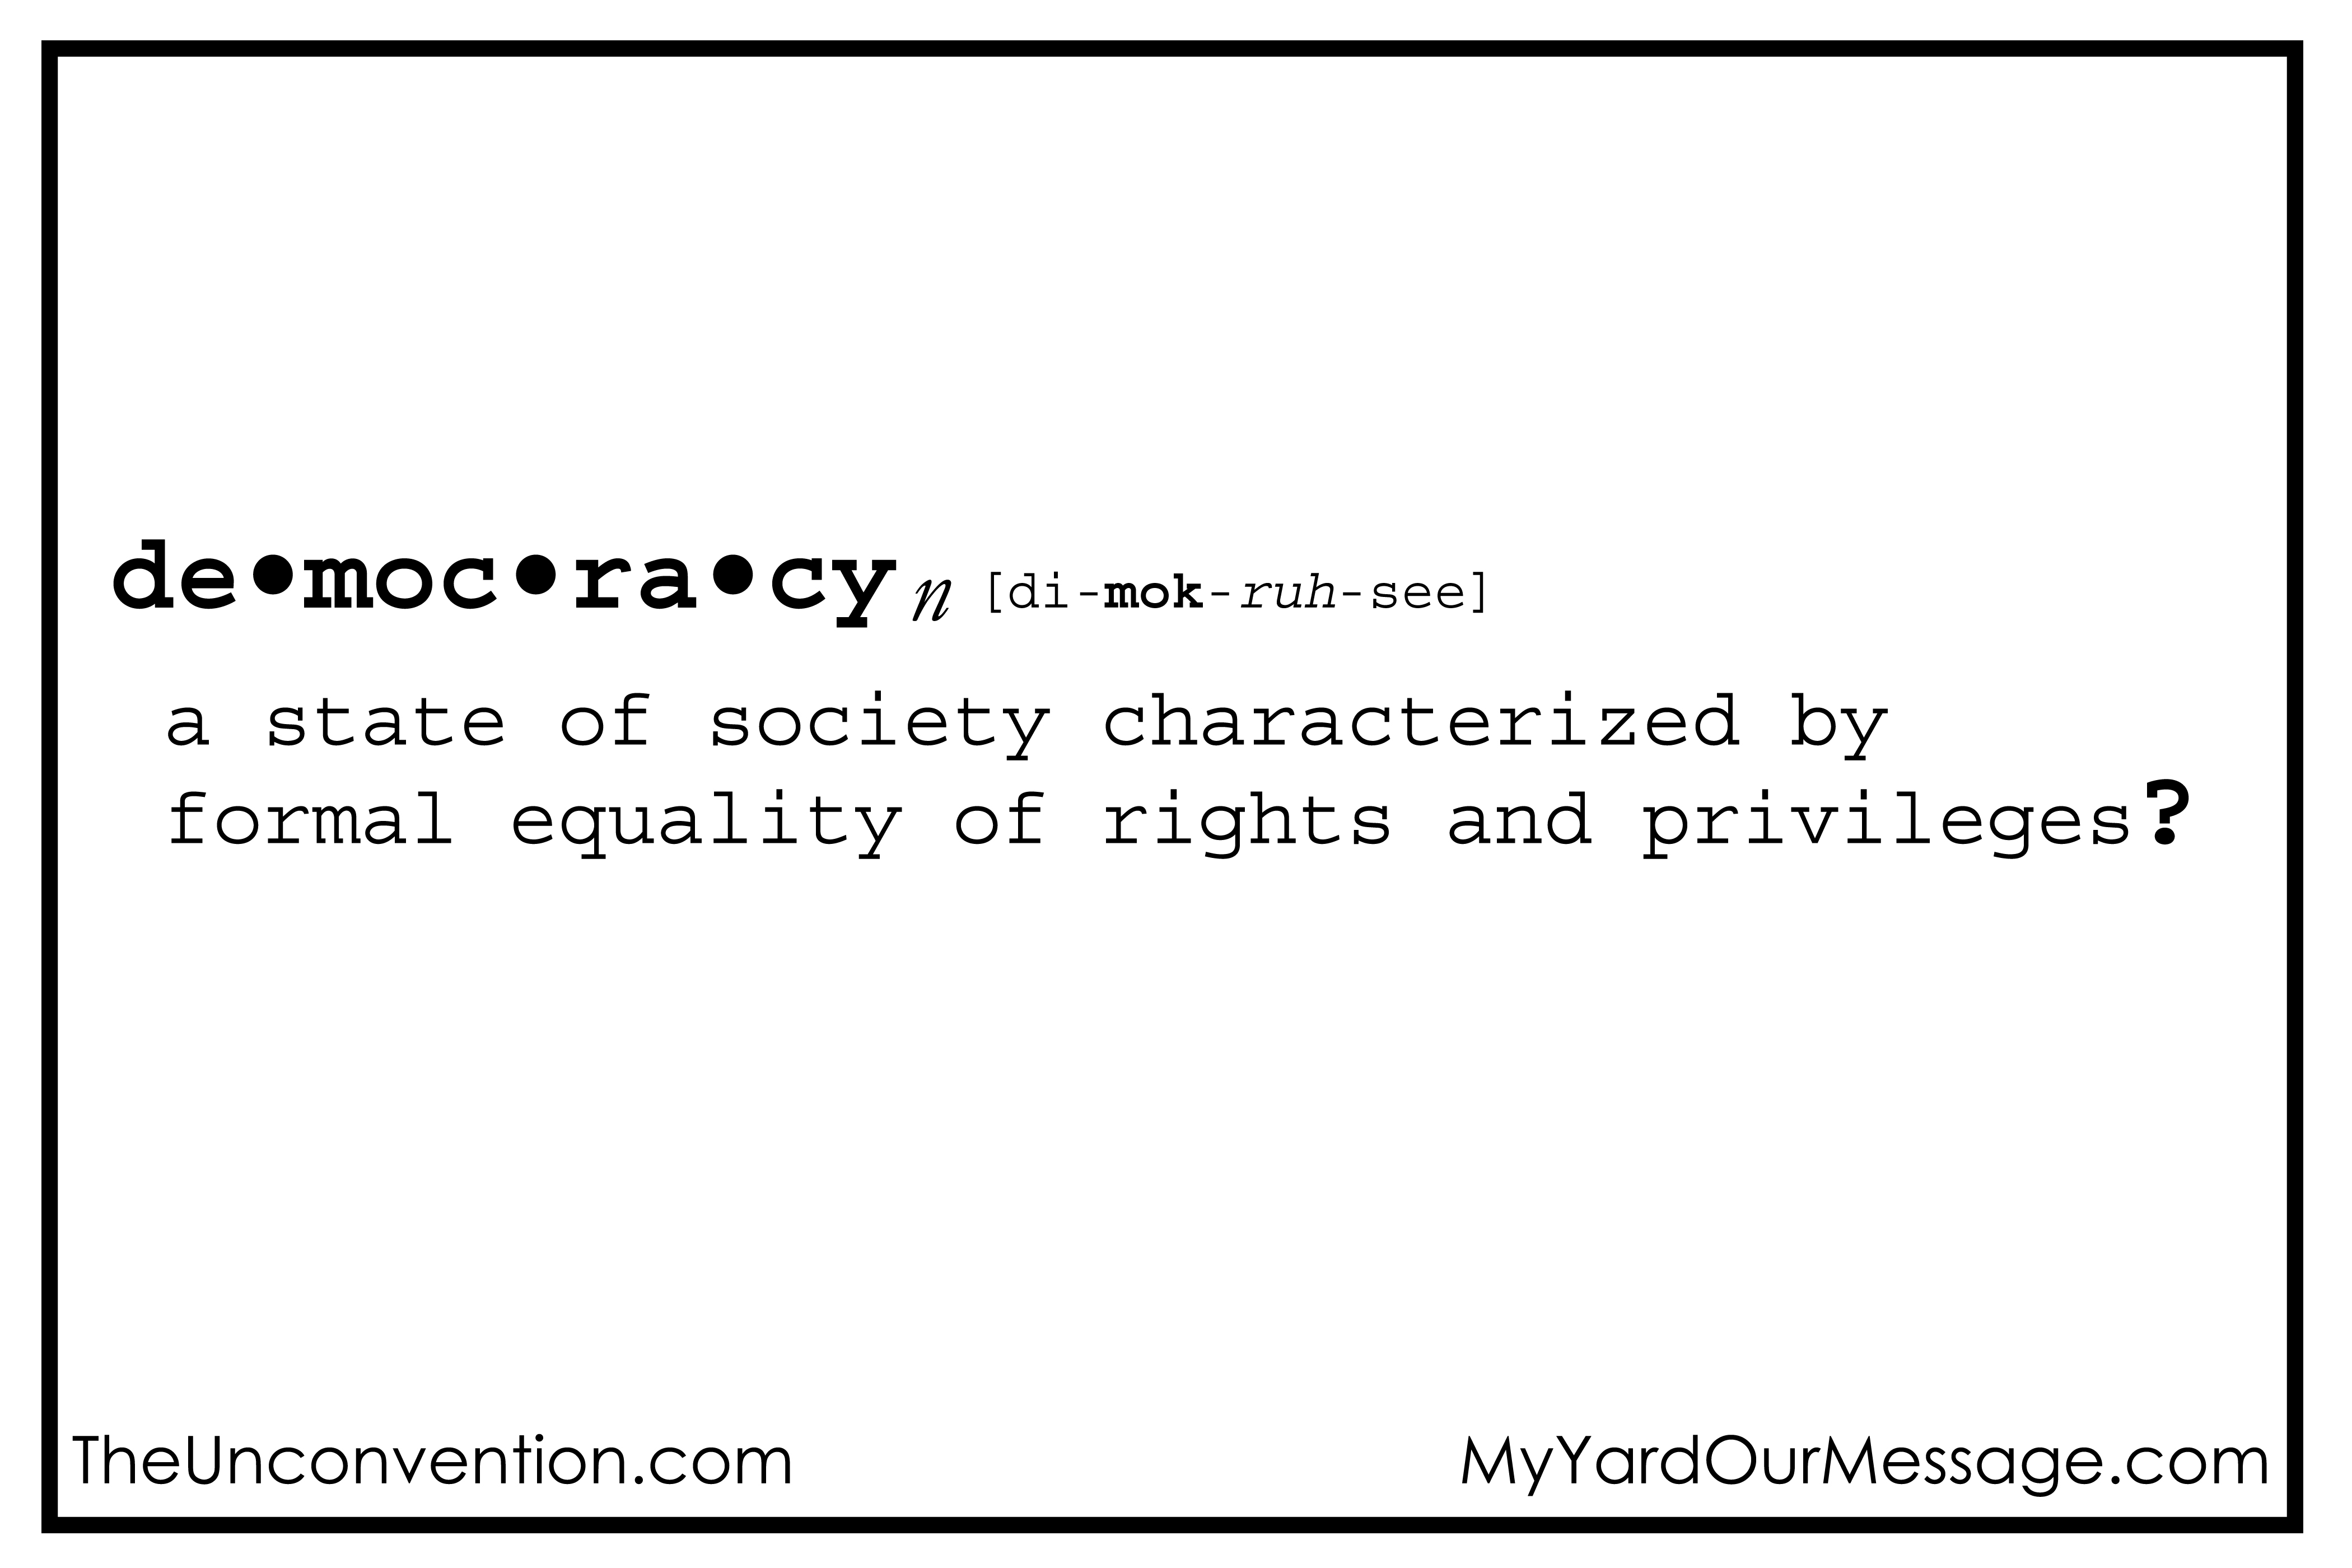 de•moc•ra•cy n [di-mok-ruh-see]
a state of society characterized by
formal equality of rights and privileges?
TheUnconvention.com
MyYardOurMessage.com